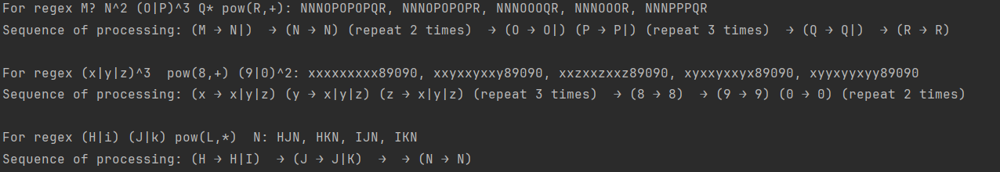 For regex M? N^2 (O|P)^3 Q* pow(R,+): NNNOPOPOPQR, NNNOPOPOPR, NNNOOOQR, NNNOOOR, NNNPPPQR
Sequence of processing: (M → N|)  → (N → N) (repeat 2 times)  → (O → O|) (P → P|) (repeat 3 times)  → (Q → Q|)  → (R → R)
For regex (x|y|z)^3  pow(8,+) (9|0)^2: xxxxxxxxx89090, xxyxxyxxy89090, xxzxxzxxz89090, xyxxyxxyx89090, xyyxyyxyy89090
Sequence of processing: (x → x|y|z) (y → x|y|z) (z → x|y|z) (repeat 3 times)  → (8 → 8)  → (9 → 9) (0 → 0) (repeat 2 times)
For regex (H|i) (J|k) pow(L,*)  N: HJN, HKN, IJN, IKN
Sequence of processing: (H → H|I)  → (J → J|K)  →  → (N → N)